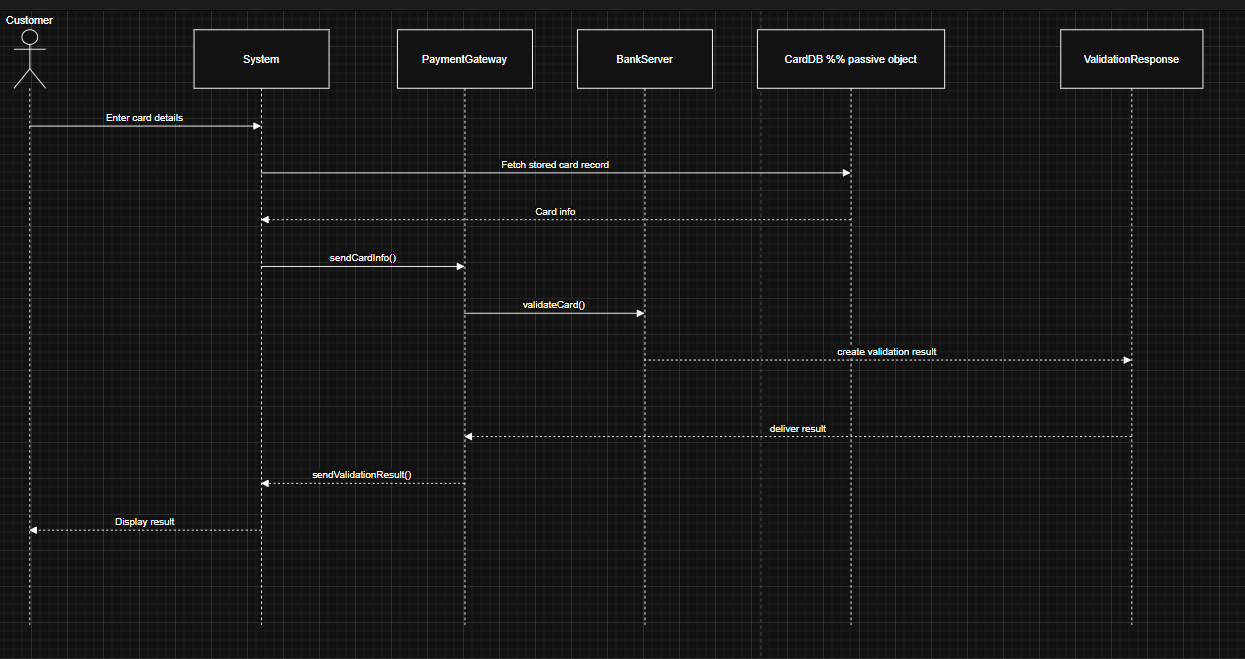 Customer
System
PaymentGateway
BankServer
CardDB %% passive object
ValidationResponse
Enter card details
Fetch stored card record
Card info
sendCardInfo()
validateCard()
create validation result
deliver result
sendValidationResult()
Display result